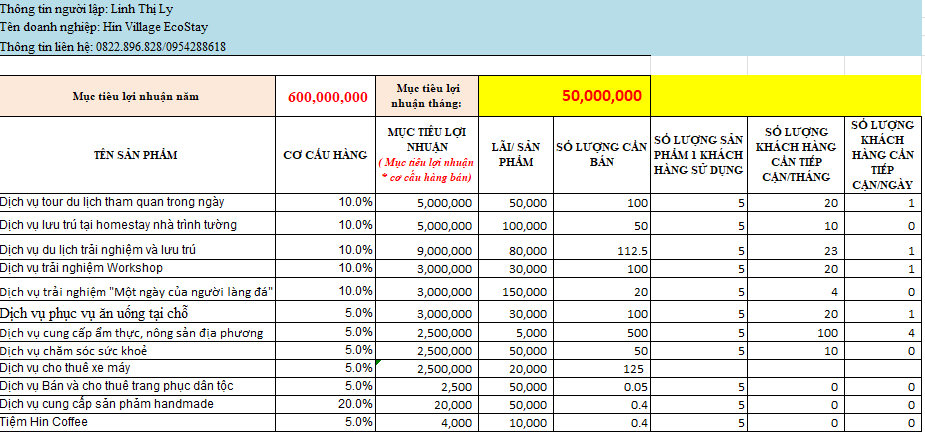 Thông tin người lập: Linh Thị Ly
Tên doanh nghiệp: Hin Village EcoStay
Thông tin liên hệ: 0822.896.828/0954288618
Mục tiêu lợi nhuận năm 600,000,000 Mục tiêu lợi nhuận tháng: 50,000,000
TÊN SẢN PHẨM CƠ CẤU HÀNG MỤC TIÊU LỢI NHUẬN ( Mục tiêu lợi nhuận * cơ cấu hàng bán) LÃI/ SẢN PHẨM SỐ LƯỢNG CẦN BÁN SỐ LƯỢNG SẢN PHẨM 1 KHÁCH HÀNG SỬ DỤNG SỐ LƯỢNG KHÁCH HÀNG CẦN TIẾP CẬN/THÁNG SỐ LƯỢNG KHÁCH HÀNG CẦN TIẾP CẬN/NGÀY
Dịch vụ tour du lịch tham quan trong ngày 10.0% 5,000,000 50,000 100 5 20 1
Dịch vụ lưu trú tại homestay nhà trình tường 10.0% 5,000,000 100,000 50 5 10 0
Dịch vụ du lịch trải nghiệm và lưu trú 10.0% 9,000,000 80,000 112.5 5 23 1
Dịch vụ trải nghiệm Workshop 10.0% 3,000,000 30,000 100 5 20 1
Dịch vụ trải nghiệm "Một ngày của người làng đá" 10.0% 3,000,000 150,000 20 5 4 0
Dịch vụ phục vụ ăn uống tại chỗ 5.0% 3,000,000 30,000 100 5 20 1
Dịch vụ cung cấp ẩm thực, nông sản địa phương 5.0% 2,500,000 5,000 500 5 100 4
Dịch vụ chăm sóc sức khoẻ 5.0% 2,500,000 50,000 50 5 10 0
Dịch vụ cho thuê xe máy 5.0% 2,500,000 20,000 125
Dịch vụ Bán và cho thuê trang phục dân tộc 5.0% 2,500 50,000 0.05 5 0 0
Dịch vụ cung cấp sản phẩm handmade 20.0% 20,000 50,000 0.4 5 0 0
Tiệm Hin Coffee 5.0% 4,000 10,000 0.4 5 0 0